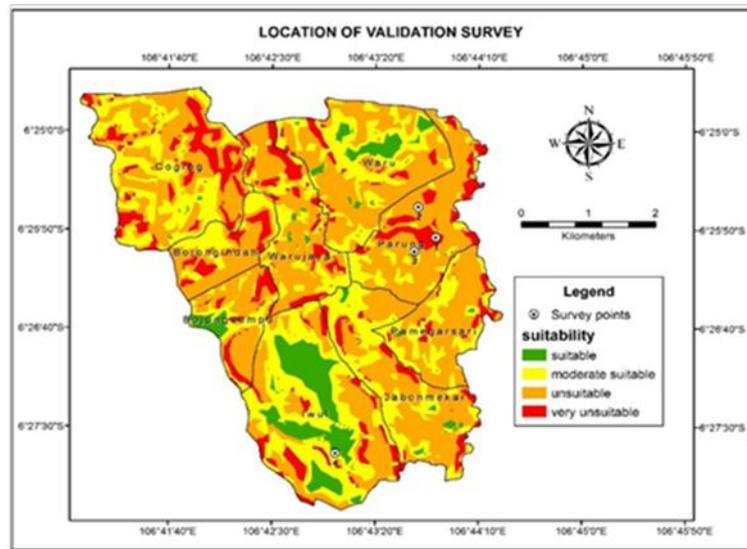 LOCATION OF VALIDATION SURVEY
106°41'40"E 106°42'30"E 106°43'20"E 106°44'10"E 106°45'0"E 106°45'50"E
N
W E
S
6°25'0"S 6°25'0"S
Waru
Cogreg
0 1 2
Kilometers
6°25'50"S 6°25'50"S
Parung
Warujaya
Legend
Survey points
suitability
suitable
moderate suitable
unsuitable
very unsuitable
6°26'40"S 6°26'40"S
Pamegarsari
Jabonmekar
Iwul
6°27'30"S 6°27'30"S
106°41'40"E 106°42'30"E 106°43'20"E 106°44'10"E 106°45'0"E 106°45'50"E